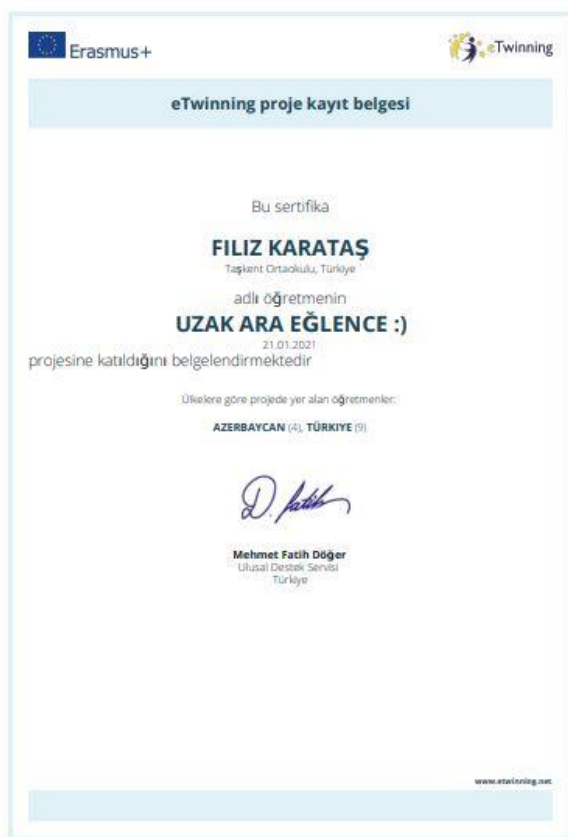 Erasmus+
eTwinning
eTwinning proje kayıt belgesi
Bu sertifika
FILIZ KARATAŞ
Taşkent Ortaokulu, Türkiye
adlı öğretmenin
UZAK ARA EĞLENCE :)
21.01.2021
projesine katıldığını belgelendirmektedir
Ülkelere göre projede yer alan öğretmenler:
AZERBAYCAN (4), TÜRKIYE (9)
D. fatih
Mehmet Fatih Döğer
Ulusal Destek Servisi
Türkiye
www.etwinning.net